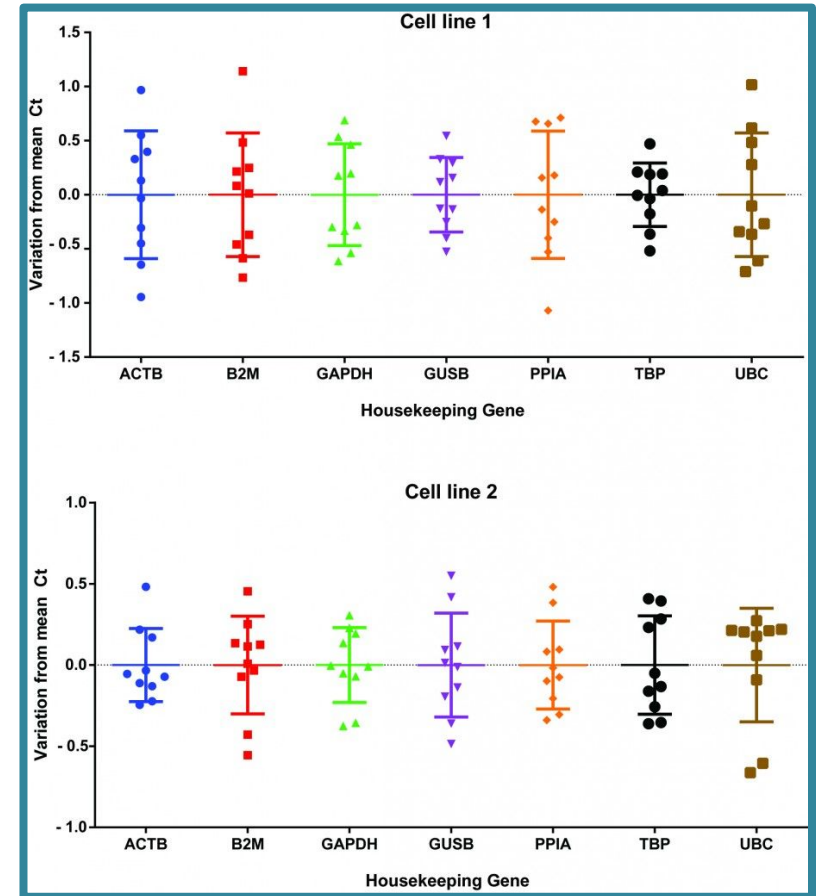 Cell line 1
Variation from mean Ct
1.5
1.0
0.5
0.0
- 0.5
- 1.0
- 1.5
ACTB B2M GAPDH GUSB PPIA TBP UBC
Housekeeping Gene
Cell line 2
Variation from mean Ct
1.0
0.5
0.0
- 0.5
- 1.0
ACTB B2M GAPDH GUSB PPIA TBP UBC
Housekeeping Gene